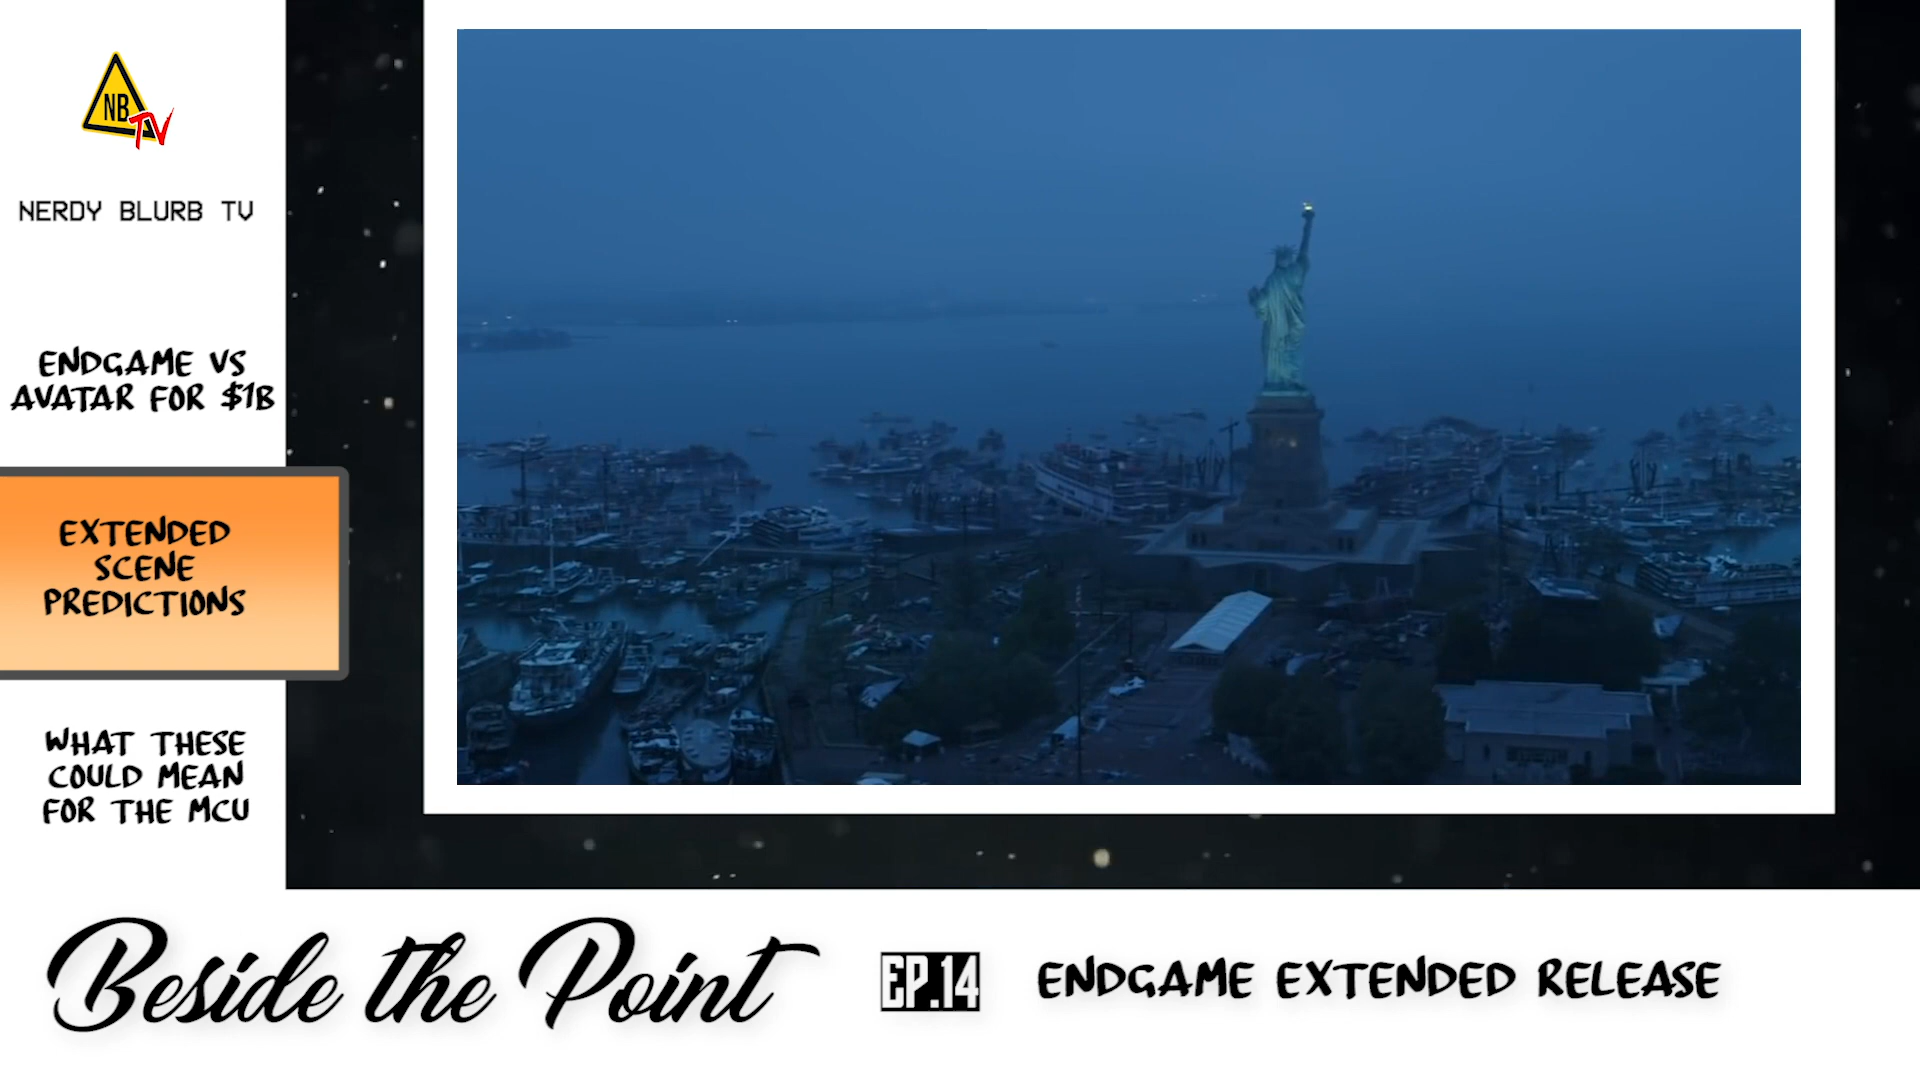 NB
TV
NERDY BLURB TV
ENDGAME VS
AVATAR FOR $1B
EXTENDED
SCENE
PREDICTIONS
WHAT THESE
COULD MEAN
FOR THE MCU
Beside the Point
EP.14
ENDGAME EXTENDED RELEASE